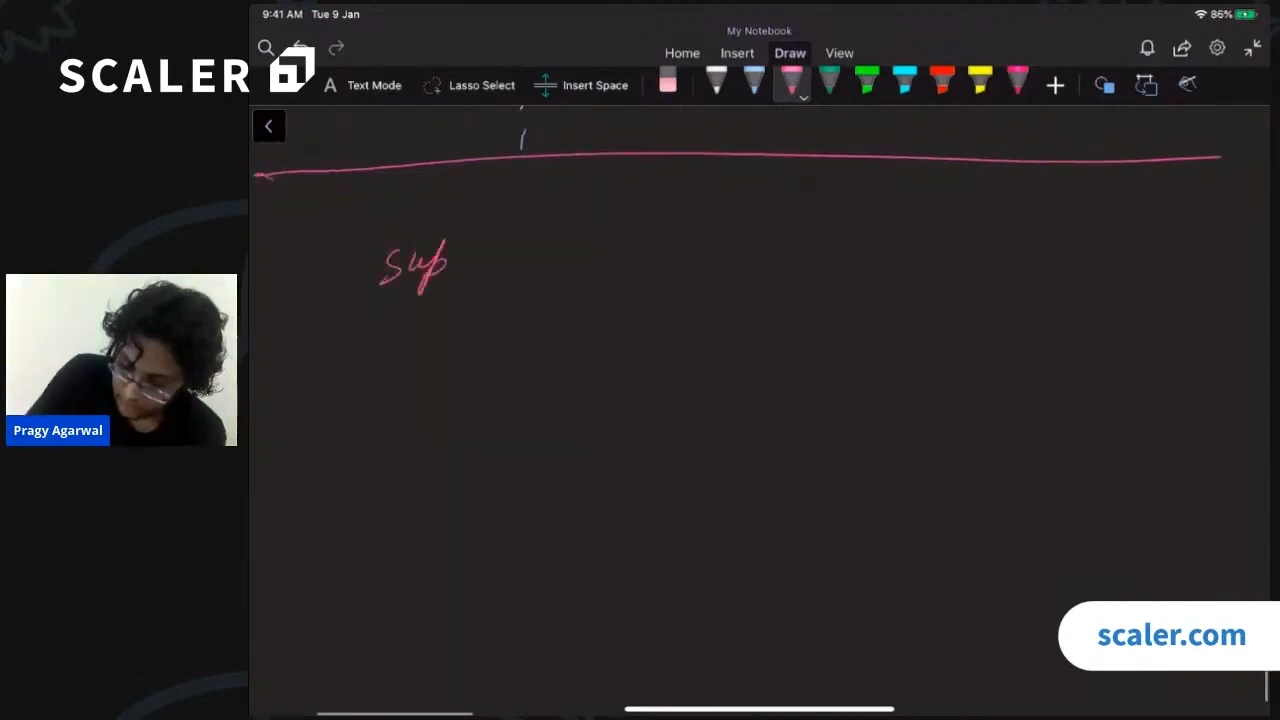 9:41 AM Tue 9 Jan
86%
My Notebook
SCALER
Home Insert Draw View
Text Mode Lasso Select Insert Space
sup
Pragy Agarwal
scaler.com